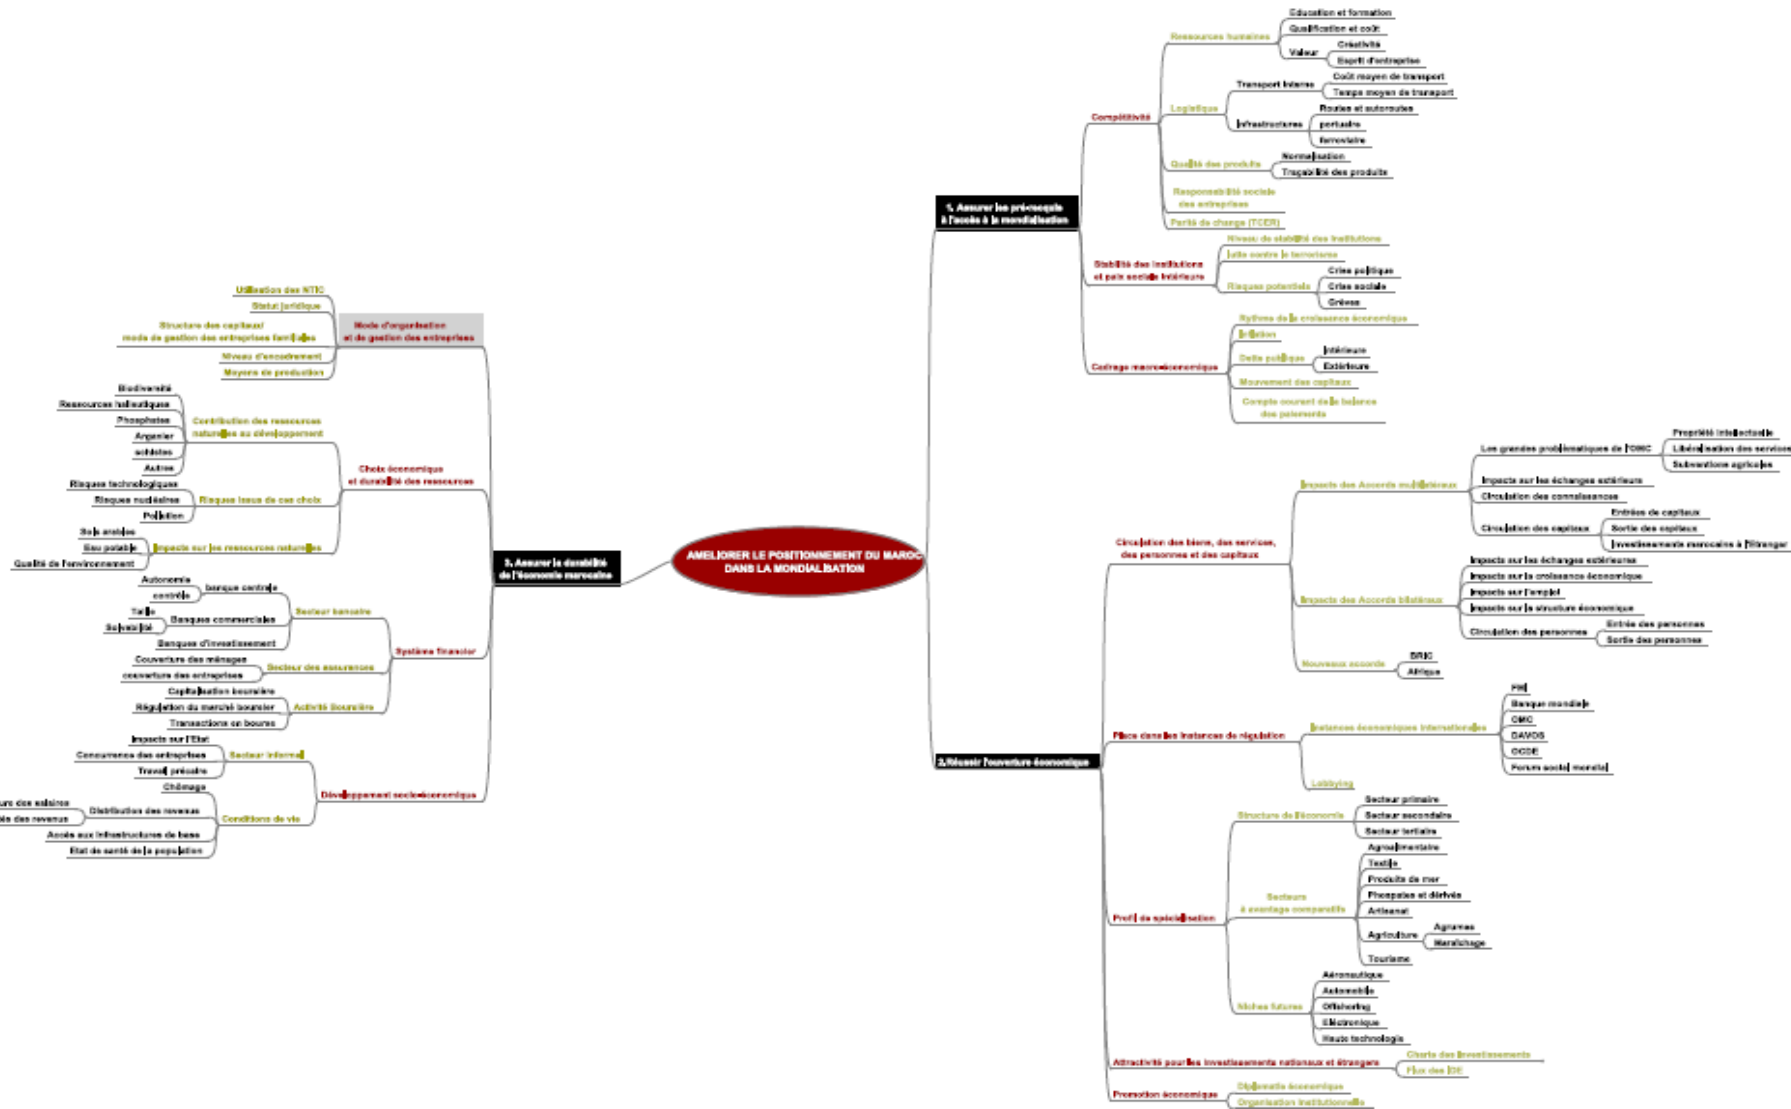 AMELIORER LE POSITIONNEMENT DU MAROC
DANS LA MONDIALISATION
1. Assurer les pré-recquis
à l'accès à la mondialisation
Compétitivité
Ressources humaines
Education et formation
Qualification et coût
Valeur
Créativité
Esprit d'entreprise
Logistique
Transport interne
Coût moyen de transport
Temps moyen de transport
Infrastructures
Routes et autoroutes
portuaire
ferroviaire
Qualité des produits
Normalisation
Traçabilité des produits
Responsabilité sociale
des entreprises
Parité de change (TCER)
Stabilité des institutions
et paix sociale intérieure
Niveau de stabilité des institutions
lutte contre le terrorisme
Risques potentiels
Crise politique
Crise sociale
Grèves
Cadrage macro-économique
Rythme de la croissance économique
Inflation
Dette publique
Intérieure
Extérieure
Mouvement des capitaux
Compte courant de la balance
des paiements
2.Réussir l'ouverture économique
Circulation des biens, des services,
des personnes et des capitaux
Impacts des Accords multilatéraux
Les grandes problématiques de l'OMC
Propriété intellectuelle
Libéralisation des services
Subventions agricoles
Impacts sur les échanges extérieurs
Circulation des connaissances
Circulation des capitaux
Entrées de capitaux
Sortie des capitaux
Investissements marocains à l'Etranger
Impacts des Accords bilatéraux
Impacts sur les échanges extérieures
Impacts sur la croissance économique
Impacts sur l'emploi
Impacts sur la structure économique
Circulation des personnes
Entrée des personnes
Sortie des personnes
Nouveaux accords
BRIC
Afrique
Place dans les instances de régulation
Instances économiques internationales
FMI
Banque mondiale
OMC
DAVOS
OCDE
Forum social mondial
Lobbying
Profil de spécialisation
Structure de l'économie
Secteur primaire
Secteur secondaire
Secteur tertiaire
Secteurs
à avantage comparatifs
Agroalimentaire
Textile
Produits de mer
Phospates et dérivés
Artisanat
Agriculture
Agrumes
Maraîchage
Tourisme
Niches futures
Aéronautique
Automobile
Offshoring
Eléctronique
Haute technologie
Attractivité pour les investissements nationaux et étrangers
Charte des investissements
Flux des IDE
Promotion économique
Diplomatie économique
Organisation institutionnelle
3. Assurer la durabilité
de l'économie marocaine
Mode d'organisation
et de gestion des entreprises
Utilisation des NTIC
Statut juridique
Structure des capitaux/
mode de gestion des entreprises familiales
Niveau d'encadrement
Moyens de production
Choix économique
et durabilité des ressources
Contribution des ressources
naturelles au développement
Biodiversité
Ressources halieutiques
Phosphates
Arganier
schistes
Autres
Risques issus de ces choix
Risques technologiques
Risques nucléaires
Pollution
Impacts sur les ressources naturelles
Sols arables
Eau potable
Qualité de l'environnement
Système financier
Secteur bancaire
banque centrale
Autonomie
contrôle
Banques commerciales
Taille
Solvabilité
Banques d'investissement
Secteur des assurances
Couverture des ménages
couverture des entreprises
Activité Boursière
Capitalisation boursière
Régulation du marché boursier
Transactions en bourse
Développement socio-économique
Secteur informel
Impacts sur l'Etat
Concurrence des entreprises
Travail précaire
Conditions de vie
Chômage
Distribution des revenus
des salaires
des revenus
Accès aux infrastructures de base
Etat de santé de la population